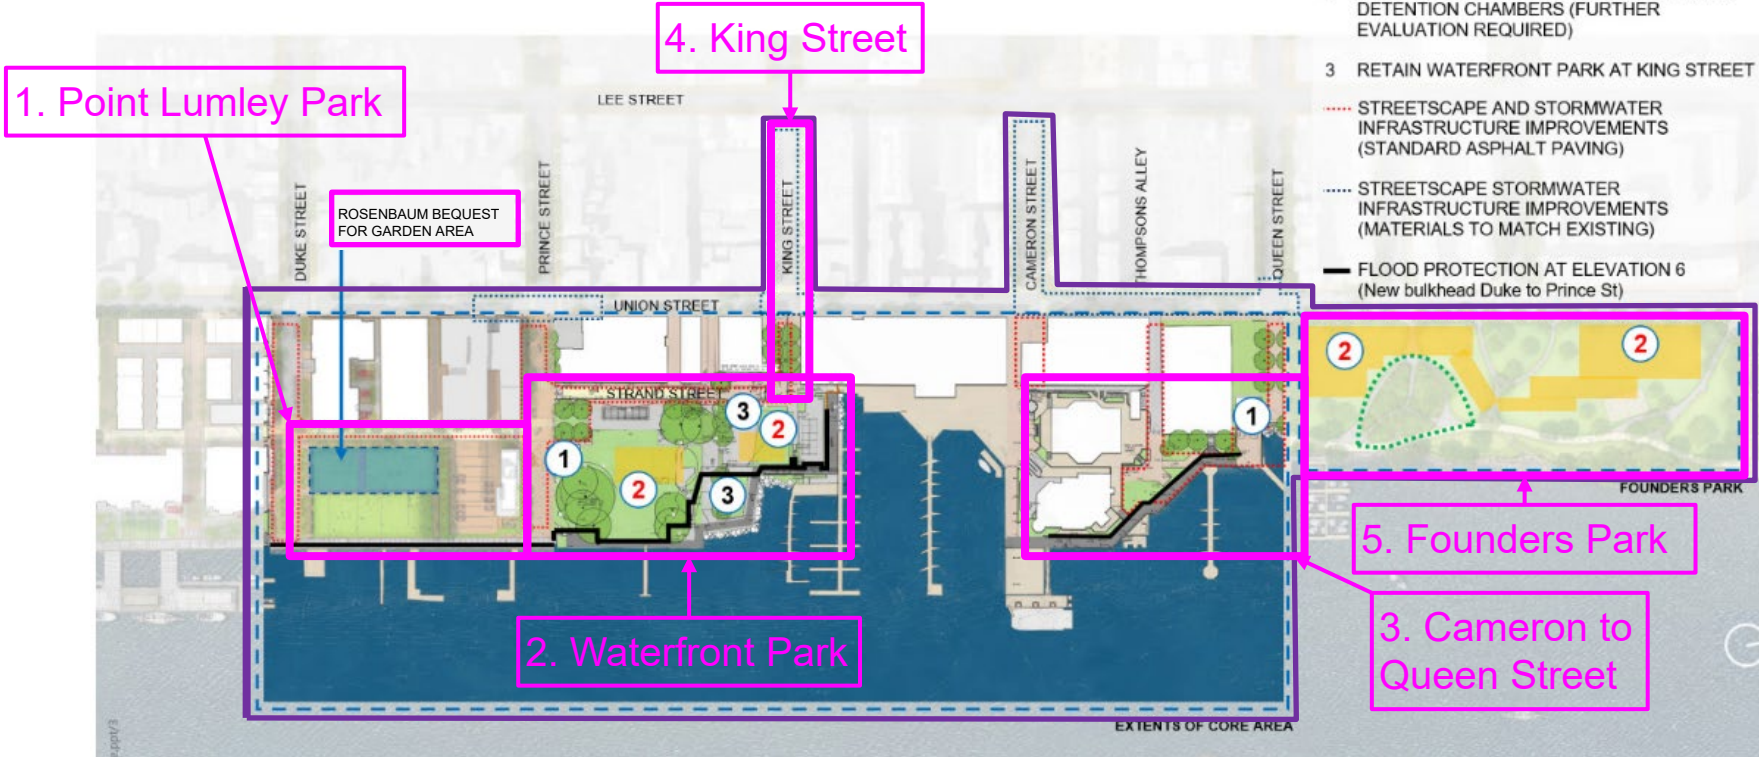 4. King Street
DETENTION CHAMBERS (FURTHER
EVALUATION REQUIRED)
3 RETAIN WATERFRONT PARK AT KING STREET
STREETSCAPE AND STORMWATER
INFRASTRUCTURE IMPROVEMENTS
(STANDARD ASPHALT PAVING)
STREETSCAPE STORMWATER
INFRASTRUCTURE IMPROVEMENTS
(MATERIALS TO MATCH EXISTING)
FLOOD PROTECTION AT ELEVATION 6
(New bulkhead Duke to Prince St)
1. Point Lumley Park
LEE STREET
ROSENBAUM BEQUEST
FOR GARDEN AREA
DUKE STREET
PRINCE STREET
KING STREET
CAMERON STREET
THOMPSONS ALLEY
QUEEN STREET
UNION STREET
STRAND STREET
2
2
3
2
1
1
2
3
FOUNDERS PARK
5. Founders Park
2. Waterfront Park
3. Cameron to
Queen Street
EXTENTS OF CORE AREA